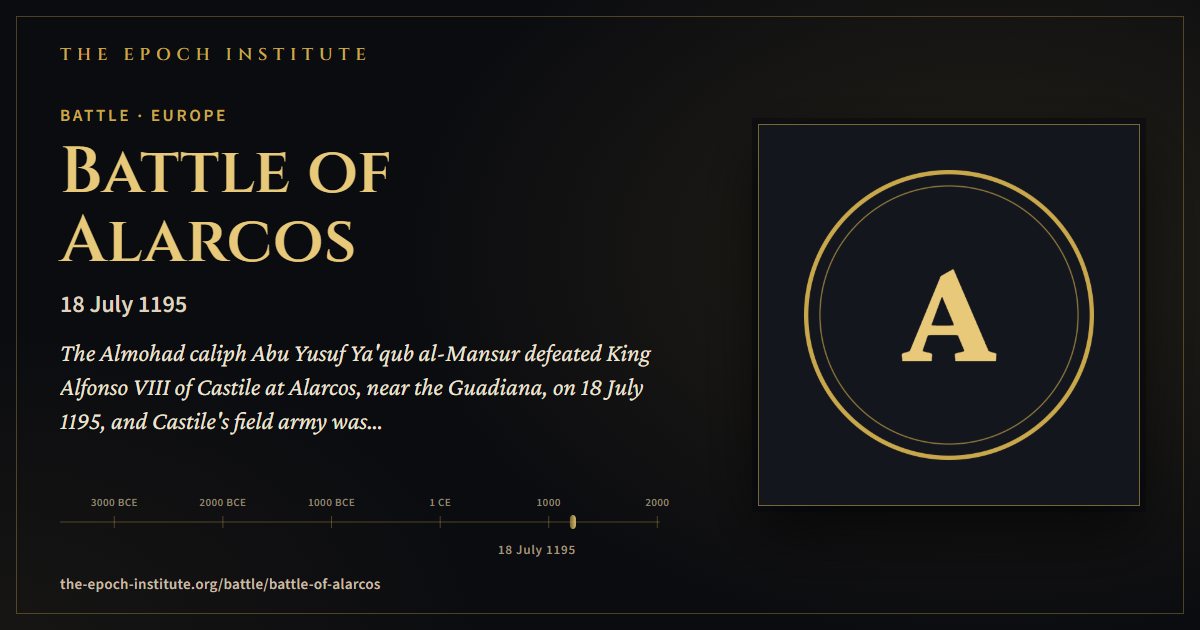 THE EPOCH INSTITUTE
BATTLE · EUROPE
BATTLE OF
ALARCOS
18 July 1195
The Almohad caliph Abu Yusuf Ya'qub al-Mansur defeated King
Alfonso VIII of Castile at Alarcos, near the Guadiana, on 18 July
1195, and Castile's field army was...
A
3000 BCE 2000 BCE 1000 BCE 1 CE 1000 2000
18 July 1195
the-epoch-institute.org/battle/battle-of-alarcos